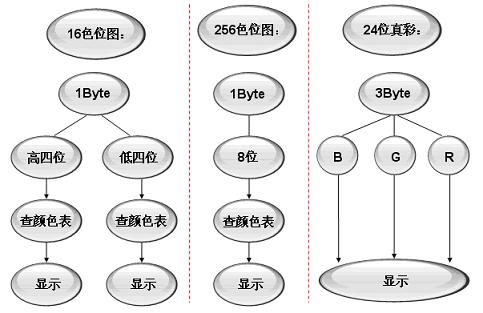 16色位图：
256色位图：
24位真彩：
1Byte
1Byte
3Byte
高四位
低四位
8位
B
G
R
查颜色表
查颜色表
查颜色表
显示
显示
显示
显示